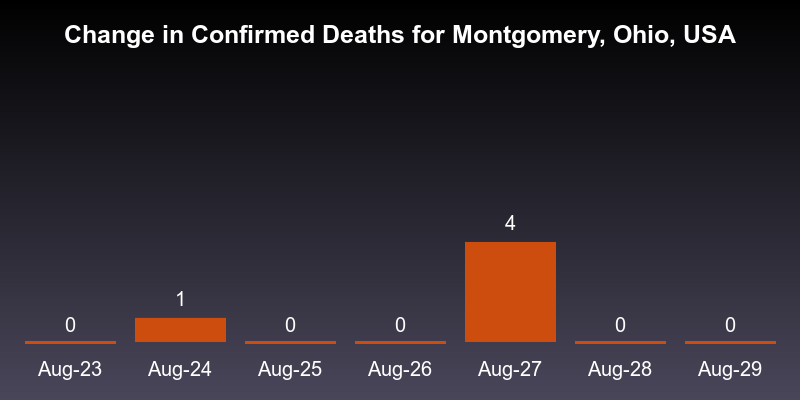 Change in Confirmed Deaths for Montgomery, Ohio, USA
4
1
0 0 0 0 0
Aug-23 Aug-24 Aug-25 Aug-26 Aug-27 Aug-28 Aug-29